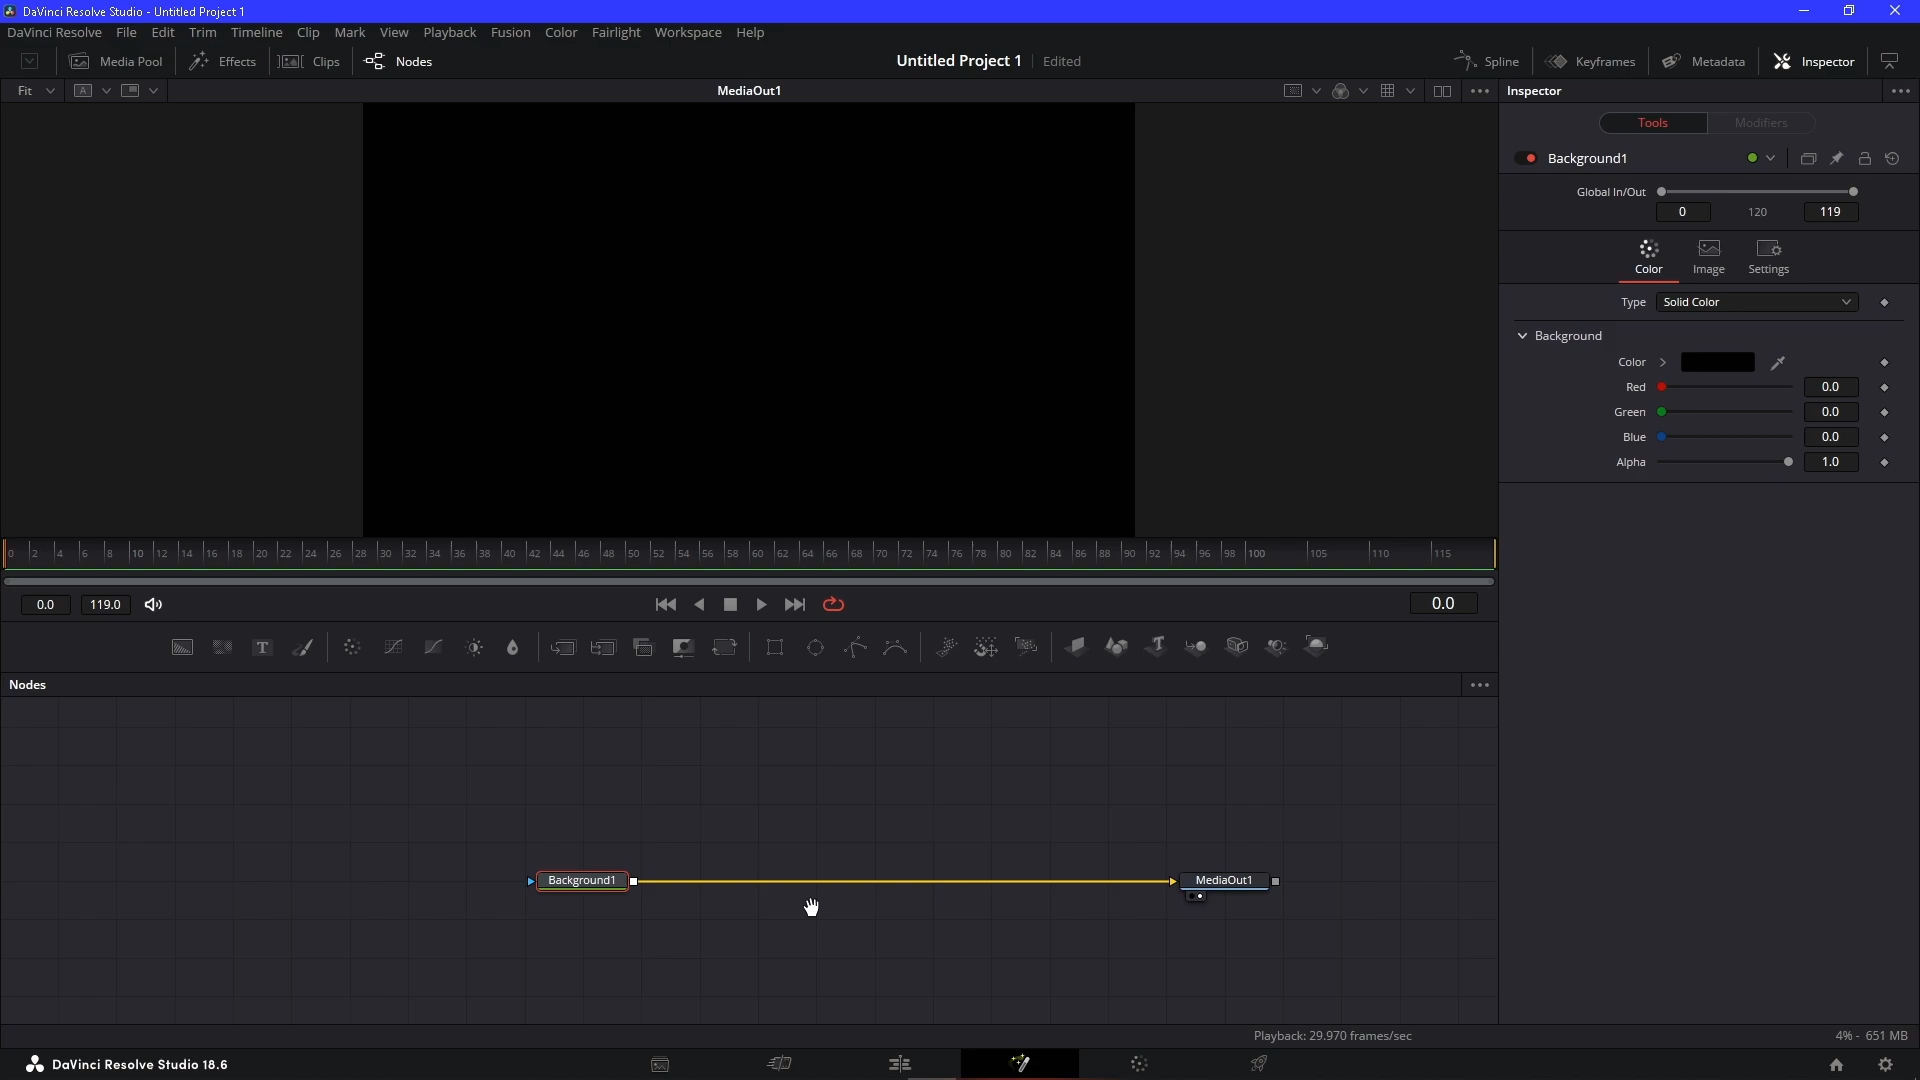 DaVinci Resolve Studio - Untitled Project 1
DaVinci Resolve File Edit Trim Timeline Clip Mark View Playback Fusion Color Fairlight Workspace Help
Media Pool Effects Clips Nodes Untitled Project 1 Edited Spline Keyframes Metadata Inspector
Fit A MediaOut1 Inspector
Tools Modifiers
Background1
Global In/Out
0 120 119
Color Image Settings
Type Solid Color
Background
Color
Red 0.0
Green 0.0
Blue 0.0
Alpha 1.0
0 2 4 6 8 10 12 14 16 18 20 22 24 26 28 30 32 34 36 38 40 42 44 46 48 50 52 54 56 58 60 62 64 66 68 70 72 74 76 78 80 82 84 86 88 90 92 94 96 98 100 105 110 115
0.0 119.0 0.0
T T
Nodes
Background1 MediaOut1
Playback: 29.970 frames/sec 4% - 651 MB
DaVinci Resolve Studio 18.6